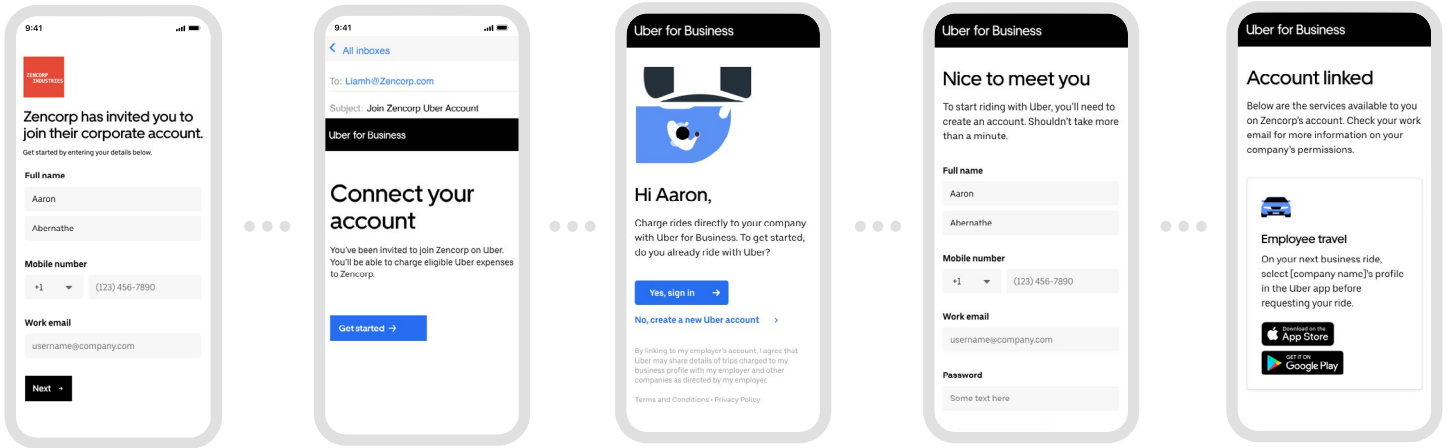 9:41
ZENCORP
INDUSTRIES
Zencorp has invited you to
join their corporate account.
Get started by entering your details below.
Full name
Aaron
Abernathe
Mobile number
+1
(123) 456-7890
Work email
username@company.com
Next →
9:41
All inboxes
To: Liamh@Zencorp.com
Subject: Join Zencorp Uber Account
Uber for Business
Connect your
account
You've been invited to join Zencorp on Uber.
You'll be able to charge eligible Uber expenses
to Zencorp.
Get started →
Uber for Business
Hi Aaron,
Charge rides directly to your company
with Uber for Business. To get started,
do you already ride with Uber?
Yes, sign in →
No, create a new Uber account >
By linking to my employer's account, I agree that
Uber may share details of trips charged to my
business profile with my employer and other
companies as directed by my employer.
Terms and Conditions • Privacy Policy
Uber for Business
Nice to meet you
To start riding with Uber, you'll need to
create an account. Shouldn't take more
than a minute.
Full name
Aaron
Abernathe
Mobile number
+1
(123) 456-7890
Work email
username@company.com
Password
Some text here
Uber for Business
Account linked
Below are the services available to you
on Zencorp's account. Check your work
email for more information on your
company's permissions.
Employee travel
On your next business ride,
select [company name]'s profile
in the Uber app before
requesting your ride.
Download on the
App Store
GET IT ON
Google Play